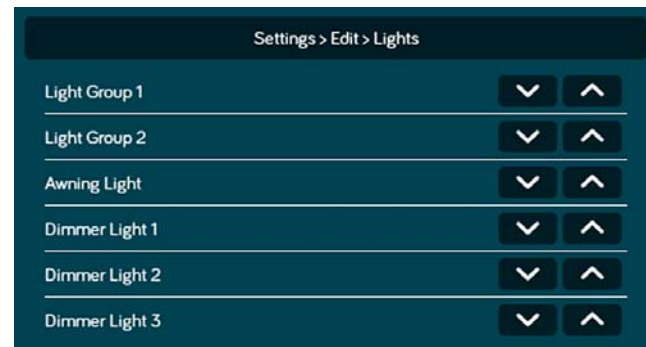 Settings > Edit > Lights
Light Group 1
Light Group 2
Awning Light
Dimmer Light 1
Dimmer Light 2
Dimmer Light 3